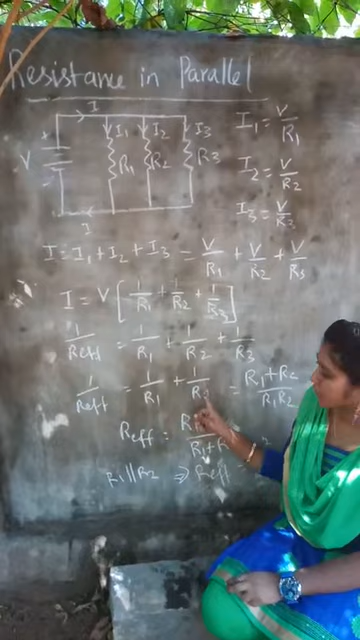 Resistance in Parallel
I
I1 I2 I3
+
V
R1 R2 R3
-
I
I1 = V/R1
I2 = V/R2
I3 = V/R3
I = I1 + I2 + I3 = V/R1 + V/R2 + V/R3
I = V [1/R1 + 1/R2 + 1/R3]
1/Reff = 1/R1 + 1/R2 + 1/R3
1/Reff = 1/R1 + 1/R2 = R1+R2/R1R2
Reff =
R1||R2 ⇒ Reff